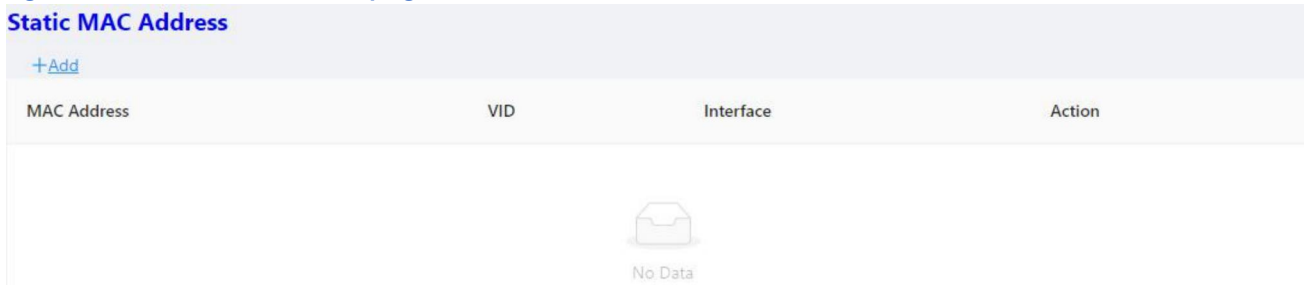 Static MAC Address
+Add
MAC Address VID Interface Action
No Data